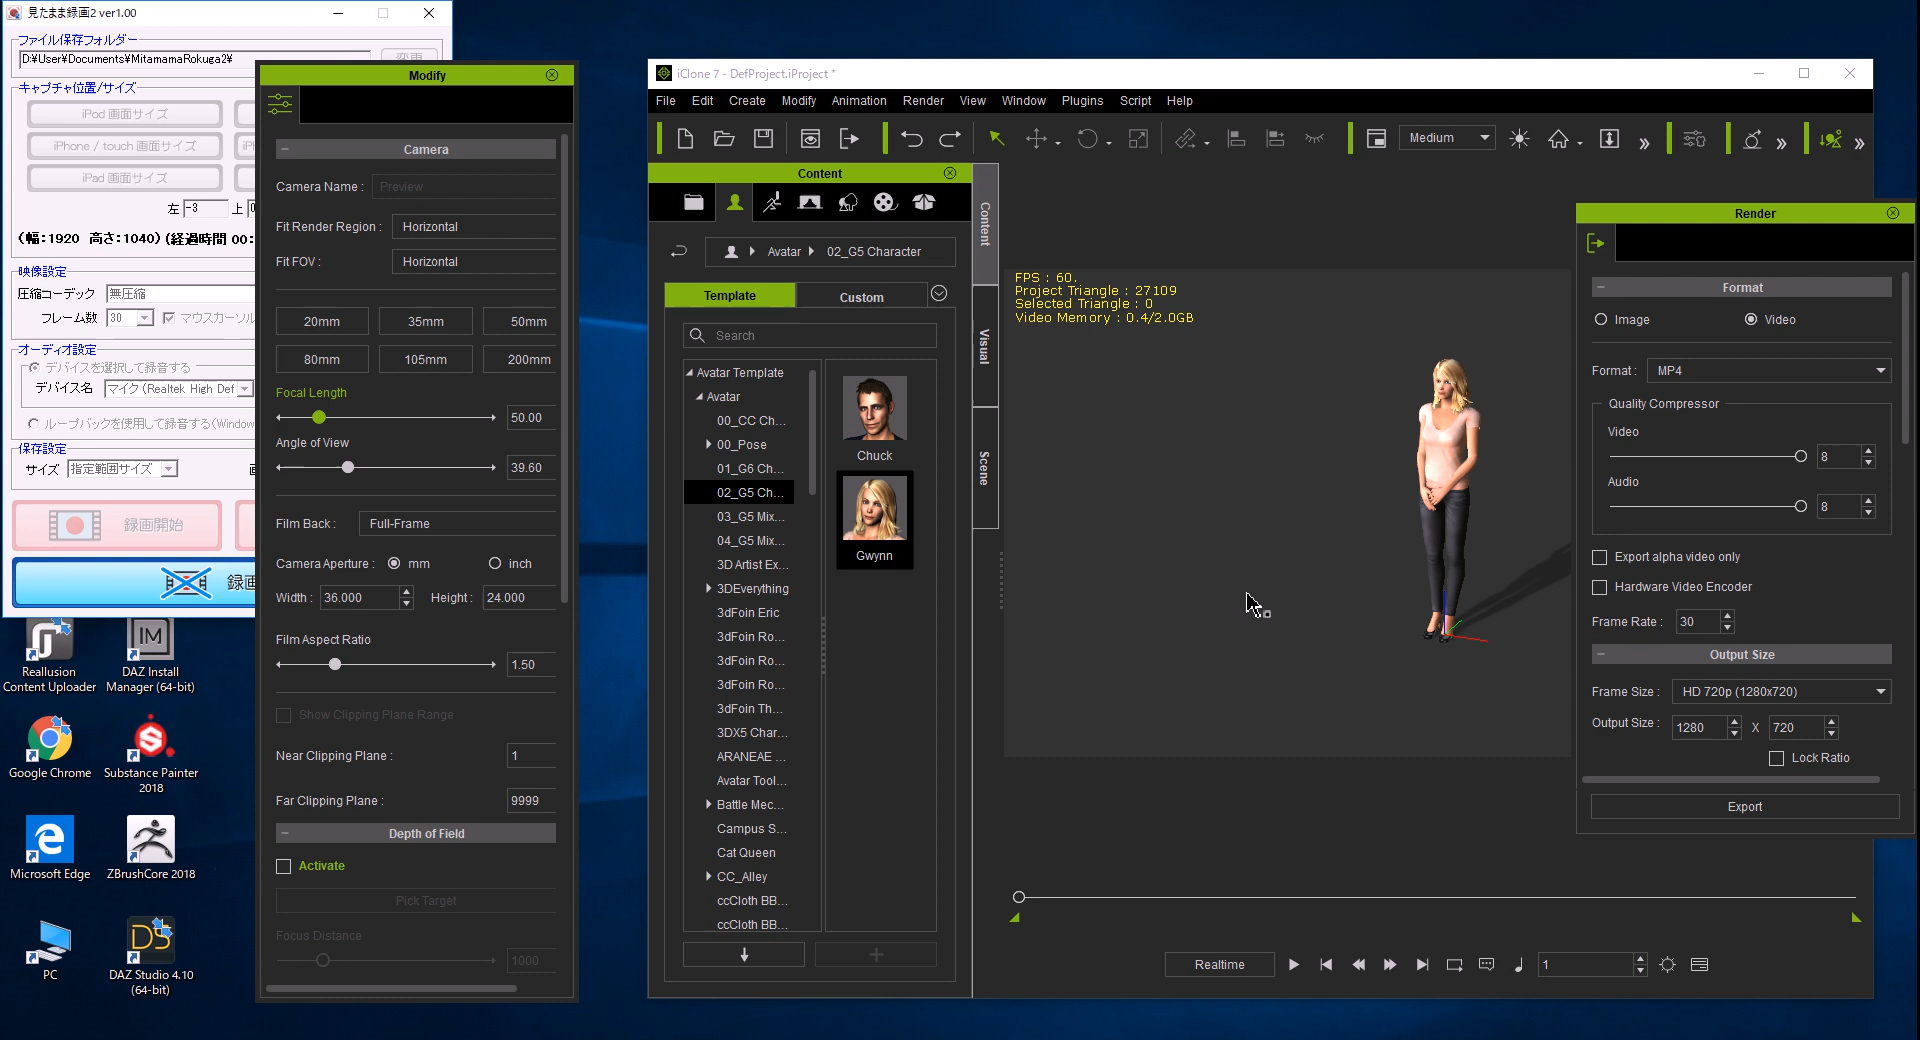 見たまま録画2 ver1.00
ファイル保存フォルダー
D:¥User¥Documents¥MitamamaRokuga2¥
変更
キャプチャ位置/サイズ
iPod 画面サイズ
iPhone / touch 画面サイズ
iPad 画面サイズ
左 -3 上 0
(幅:1920 高さ:1040) (経過時間 00:
映像設定
圧縮コーデック 無圧縮
フレーム数 30 マウスカーソル
オーディオ設定
デバイスを選択して録音する
デバイス名 マイク (Realtek High Def
ループバックを使用して録音する(Window
保存設定
サイズ 指定範囲サイズ
録画開始
録画
Reallusion
Content Uploader
DAZ Install
Manager (64-bit)
Google Chrome
Substance Painter
2018
Microsoft Edge
ZBrushCore 2018
PC
DAZ Studio 4.10
(64-bit)
Modify
Camera
Camera Name : Preview
Fit Render Region : Horizontal
Fit FOV : Horizontal
20mm 35mm 50mm
80mm 105mm 200mm
Focal Length
50.00
Angle of View
39.60
Film Back : Full-Frame
Camera Aperture : mm inch
Width : 36.000 Height : 24.000
Film Aspect Ratio
1.50
Show Clipping Plane Range
Near Clipping Plane : 1
Far Clipping Plane : 9999
Depth of Field
Activate
Pick Target
Focus Distance
1000
iClone 7 - DefProject.iProject *
File Edit Create Modify Animation Render View Window Plugins Script Help
Medium
Content
Avatar 02_G5 Character
Template Custom
Search
Avatar Template
Avatar
00_CC Ch...
00_Pose
01_G6 Ch...
02_G5 Ch...
03_G5 Mix...
04_G5 Mix...
3D Artist Ex...
3DEverything
3dFoin Eric
3dFoin Ro...
3dFoin Ro...
3dFoin Ro...
3dFoin Th...
3DX5 Char...
ARANEAE ...
Avatar Tool...
Battle Mec...
Campus S...
Cat Queen
CC_Alley
ccCloth BB...
ccCloth BB...
Chuck
Gwynn
Content
Visual
Scene
FPS : 60.
Project Triangle : 27109
Selected Triangle : 0
Video Memory : 0.4/2.0GB
Realtime
1
Render
Format
Image Video
Format : MP4
Quality Compressor
Video
8
Audio
8
Export alpha video only
Hardware Video Encoder
Frame Rate : 30
Output Size
Frame Size : HD 720p (1280x720)
Output Size : 1280 X 720
Lock Ratio
Export